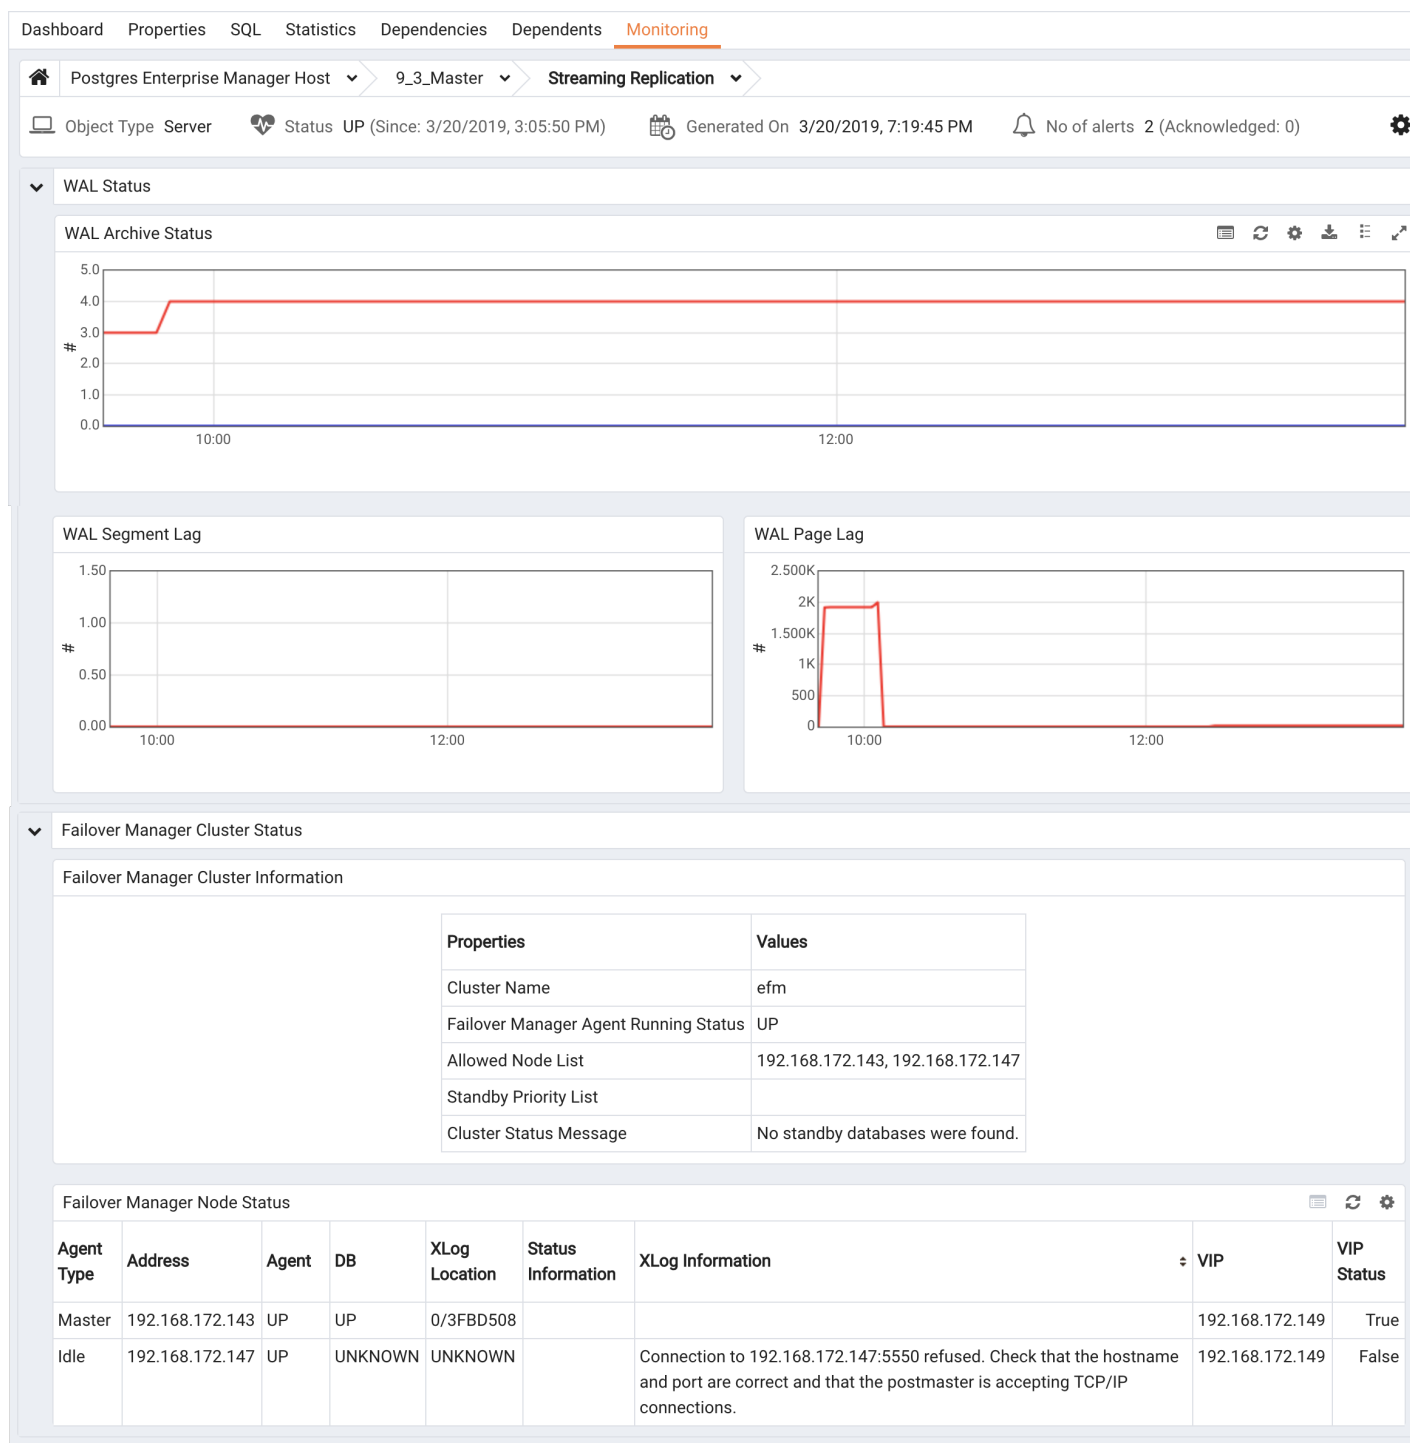 Dashboard Properties SQL Statistics Dependencies Dependents Monitoring
Postgres Enterprise Manager Host 9_3_Master Streaming Replication
Object Type Server Status UP (Since: 3/20/2019, 3:05:50 PM) Generated On 3/20/2019, 7:19:45 PM No of alerts 2 (Acknowledged: 0)
WAL Status
WAL Archive Status
5.0
4.0
3.0
#
2.0
1.0
0.0
10:00 12:00
WAL Segment Lag
1.50
1.00
#
0.50
0.00
10:00 12:00
WAL Page Lag
2.500K
2K
1.500K
#
1K
500
0
10:00 12:00
Failover Manager Cluster Status
Failover Manager Cluster Information
Properties Values
Cluster Name efm
Failover Manager Agent Running Status UP
Allowed Node List 192.168.172.143, 192.168.172.147
Standby Priority List
Cluster Status Message No standby databases were found.
Failover Manager Node Status
Agent Type Address Agent DB XLog Location Status Information XLog Information VIP VIP Status
Master 192.168.172.143 UP UP 0/3FBD508 192.168.172.149 True
Idle 192.168.172.147 UP UNKNOWN UNKNOWN Connection to 192.168.172.147:5550 refused. Check that the hostname 192.168.172.149 False
and port are correct and that the postmaster is accepting TCP/IP
connections.